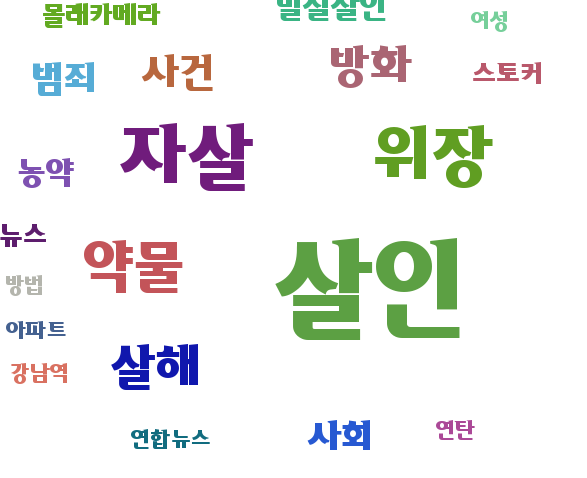 몰래카메라
밀실살인
여성
범죄
사건
방화
스토커
자살
위장
농약
뉴스
약물
살인
방법
아파트
강남역
살해
연합뉴스
사회
연탄